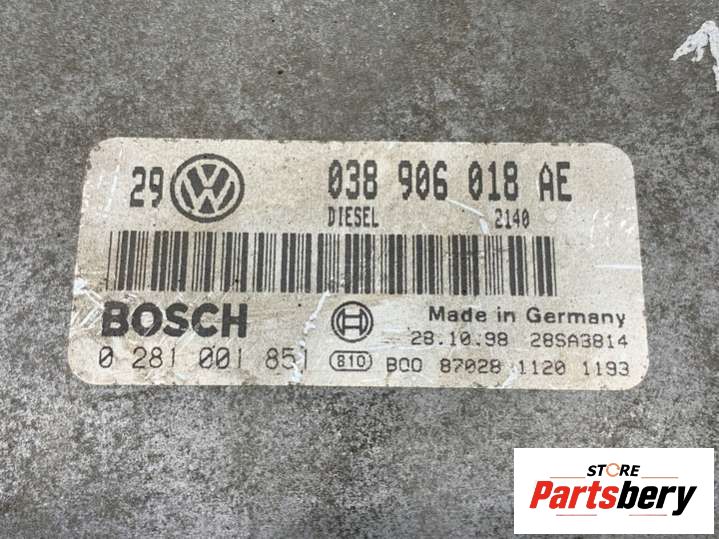 29 VW 038 906 018 AE
DIESEL 2140
BOSCH Made in Germany
28.10.98 28SA3814
0 281 001 851 810 B00 87028 1120 1193
STORE
Partsbery